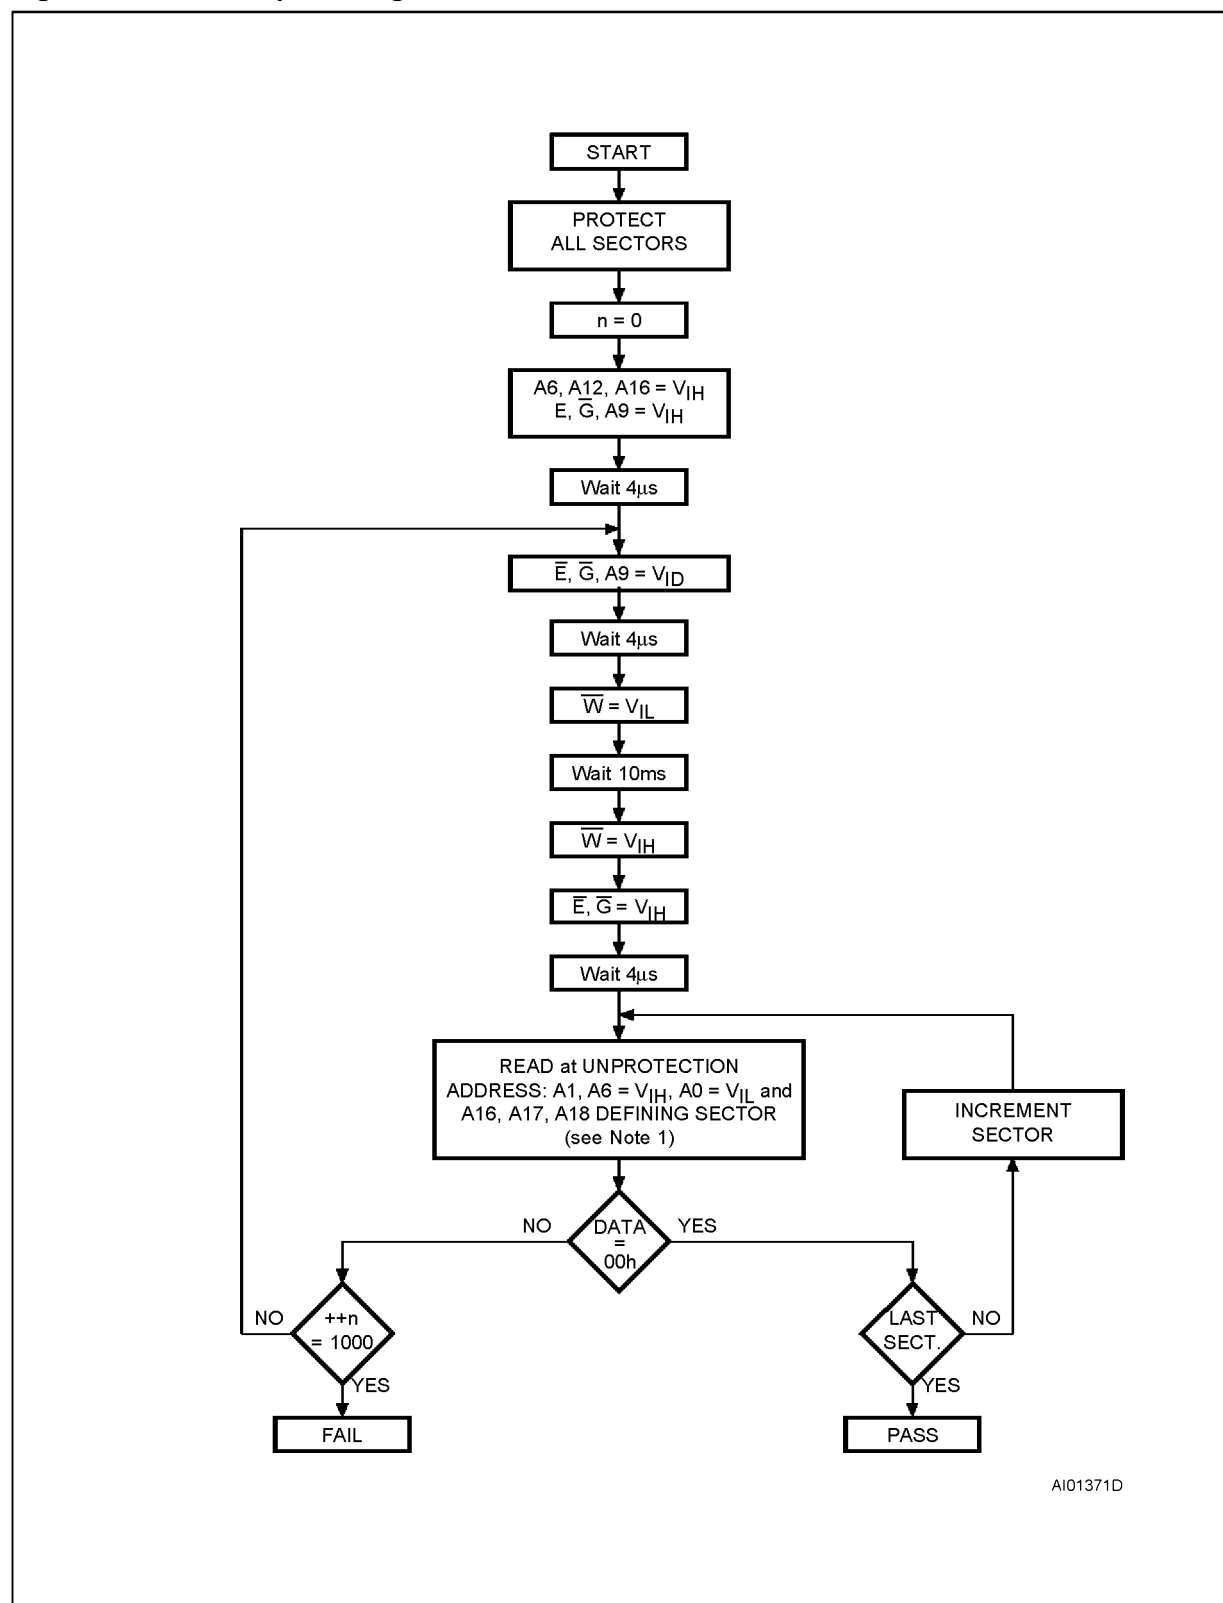 START
PROTECT
ALL SECTORS
n = 0
A6, A12, A16 = VIH
E, G̅, A9 = VIH
Wait 4μs
E̅, G̅, A9 = VID
Wait 4μs
W̅ = VIL
Wait 10ms
W̅ = VIH
E̅, G̅ = VIH
Wait 4μs
READ at UNPROTECTION
ADDRESS: A1, A6 = VIH, A0 = VIL and
A16, A17, A18 DEFINING SECTOR
(see Note 1)
INCREMENT
SECTOR
NO
DATA
=
00h
YES
NO
++n
= 1000
YES
FAIL
LAST
SECT.
NO
YES
PASS
AI01371D